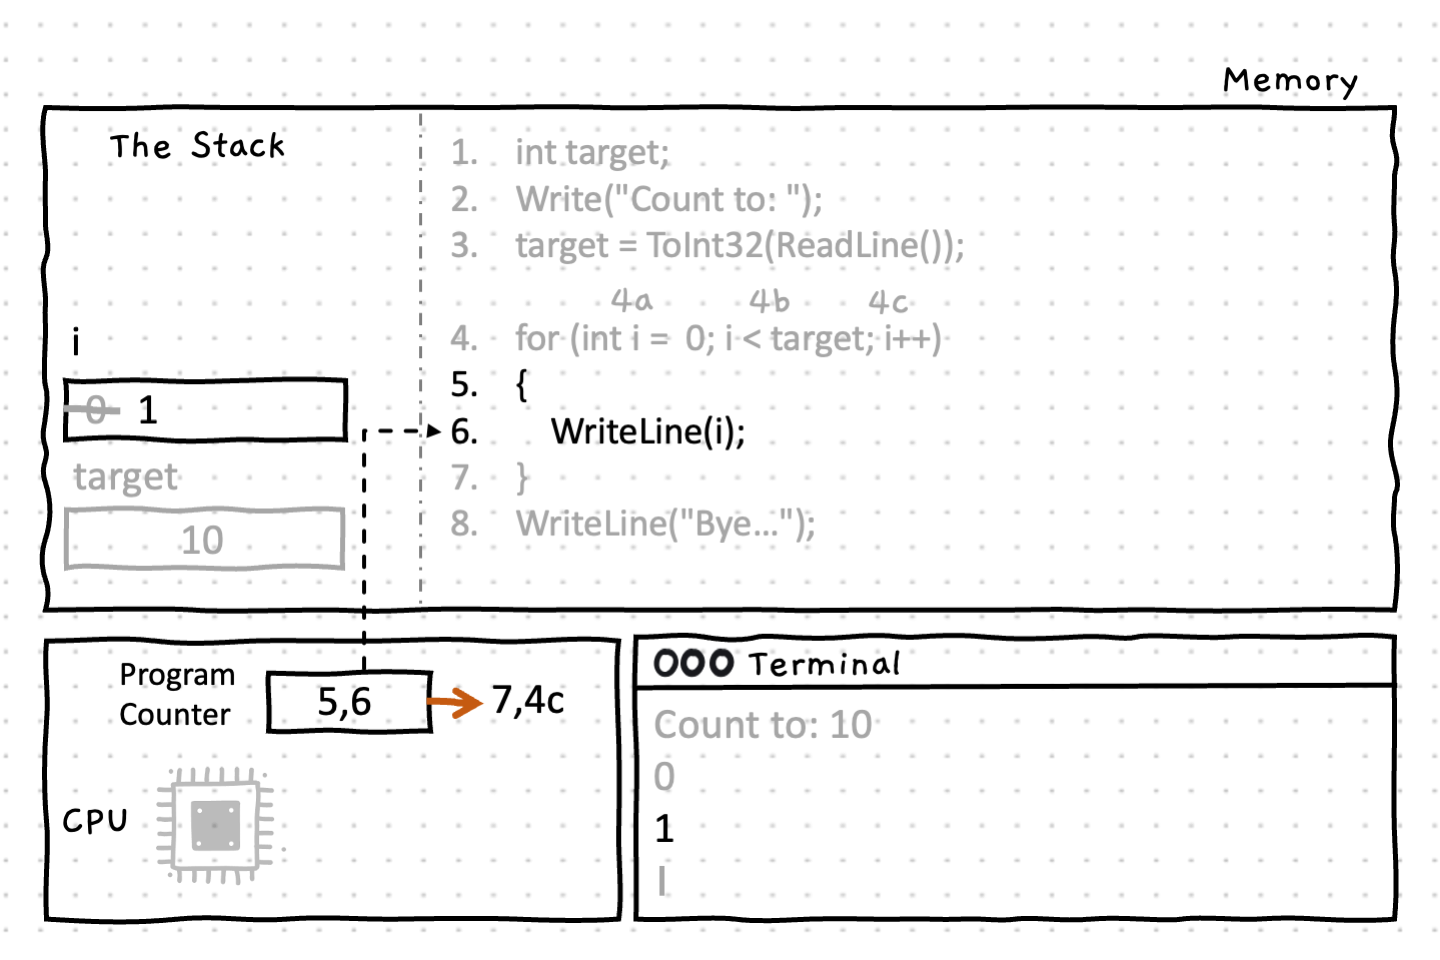 Memory
The Stack
1. int target;
2. Write("Count to: ");
3. target = ToInt32(ReadLine());
4a 4b 4c
4. for (int i = 0; i < target; i++)
5. {
6. WriteLine(i);
7. }
8. WriteLine("Bye...");
i
0 1
target
10
Program
Counter
5,6
7,4c
CPU
OOO Terminal
Count to: 10
0
1
|